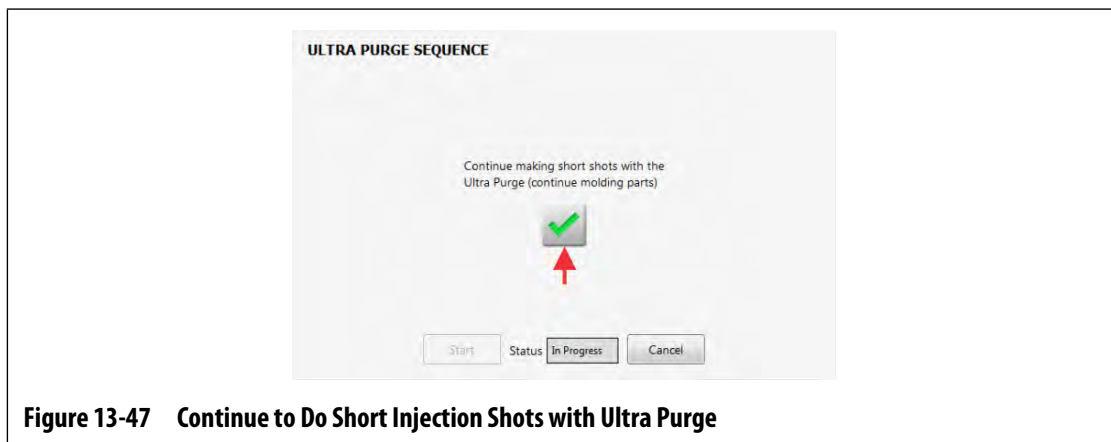 ULTRA PURGE SEQUENCE
Continue making short shots with the
Ultra Purge (continue molding parts)
Start Status In Progress Cancel
Figure 13-47 Continue to Do Short Injection Shots with Ultra Purge